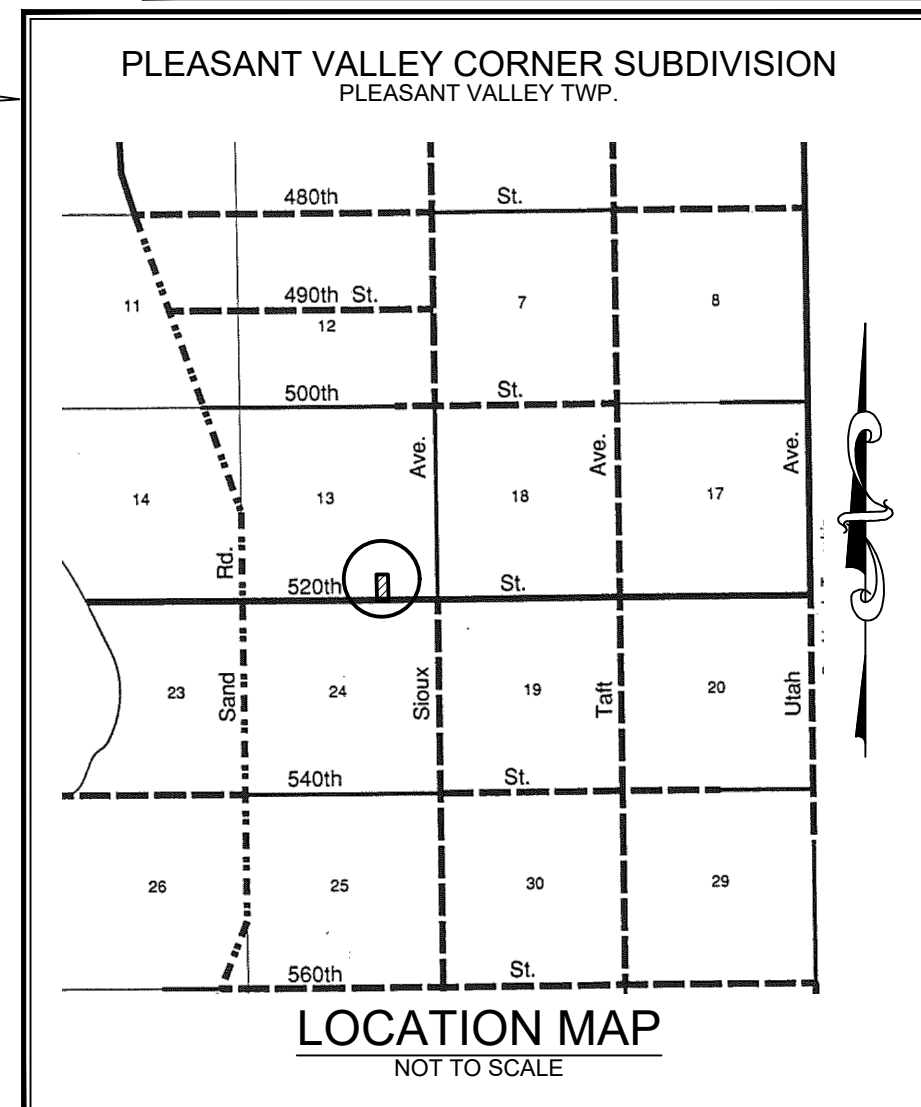 PLEASANT VALLEY CORNER SUBDIVISION
PLEASANT VALLEY TWP.
480th St.
11
490th St.
12
7
8
500th St.
Ave.
Ave.
Ave.
14
13
18
17
Rd.
520th St.
23
Sand
24
Sioux
19
Taft
20
Utah
540th St.
26
25
30
29
560th St.
LOCATION MAP
NOT TO SCALE